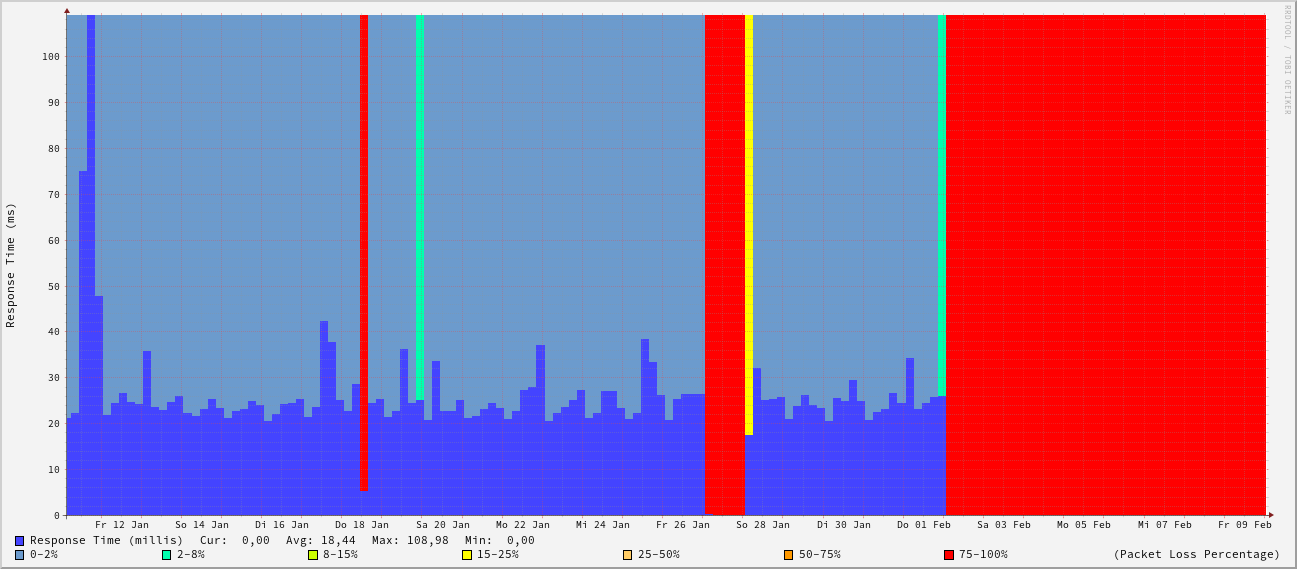 RRDTOOL / TOBI OETIKER
Response Time (ms)
100
90
80
70
60
50
40
30
20
10
0
Fr 12 Jan So 14 Jan Di 16 Jan Do 18 Jan Sa 20 Jan Mo 22 Jan Mi 24 Jan Fr 26 Jan So 28 Jan Di 30 Jan Do 01 Feb Sa 03 Feb Mo 05 Feb Mi 07 Feb Fr 09 Feb
Response Time (millis) Cur: 0,00 Avg: 18,44 Max: 108,98 Min: 0,00
0-2% 2-8% 8-15% 15-25% 25-50% 50-75% 75-100% (Packet Loss Percentage)